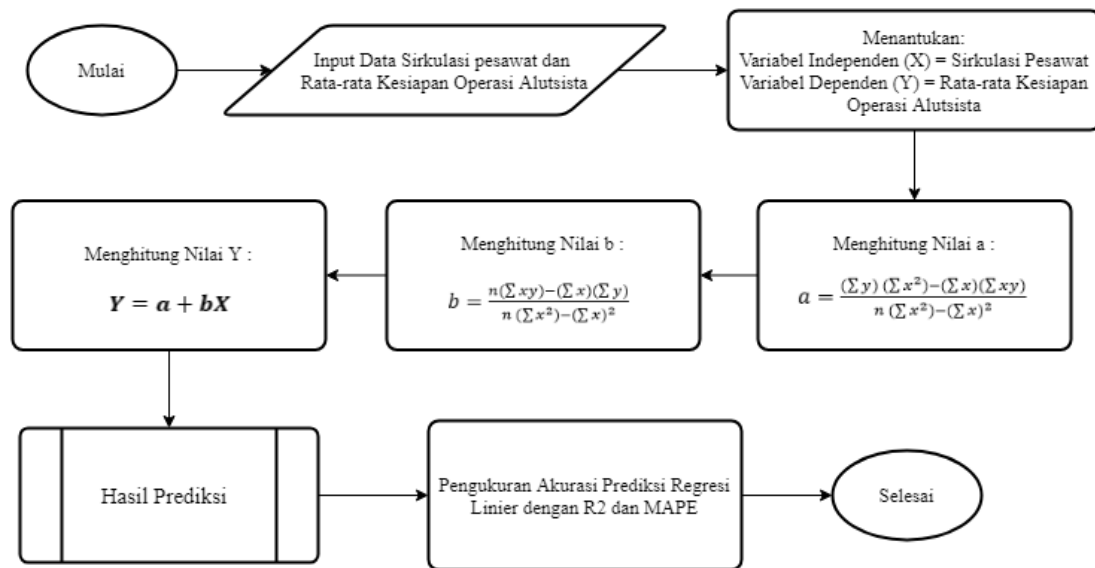 Mulai
Input Data Sirkulasi pesawat dan
Rata-rata Kesiapan Operasi Alutsista
Menantukan:
Variabel Independen (X) = Sirkulasi Pesawat
Variabel Dependen (Y) = Rata-rata Kesiapan
Operasi Alutsista
Menghitung Nilai a :
a = \frac{(∑y) (∑x²)−(∑x)(∑xy)}{n (∑x²)−(∑x)²}
Menghitung Nilai b :
b = \frac{n(∑xy)−(∑x)(∑y)}{n (∑x²)−(∑x)²}
Menghitung Nilai Y :
Y = a + bX
Hasil Prediksi
Pengukuran Akurasi Prediksi Regresi
Linier dengan R2 dan MAPE
Selesai